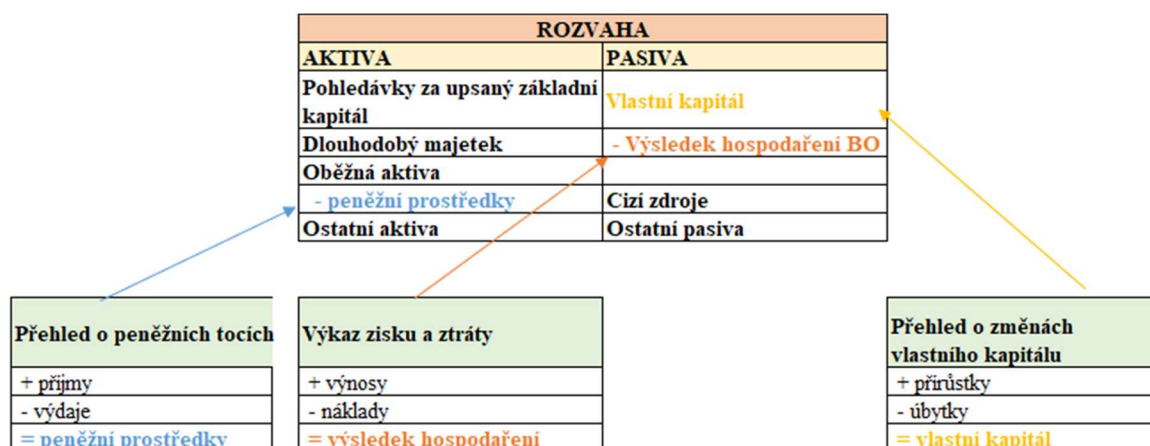 ROZVAHA
AKTIVA PASIVA
Pohledávky za upsaný základní
kapitál
Vlastní kapitál
Dlouhodobý majetek - Výsledek hospodaření BO
Oběžná aktiva
- peněžní prostředky Cizí zdroje
Ostatní aktiva Ostatní pasiva
Přehled o peněžních tocích
+ příjmy
- výdaje
= peněžní prostředky
Výkaz zisku a ztráty
+ výnosy
- náklady
= výsledek hospodaření
Přehled o změnách
vlastního kapitálu
+ přírůstky
- úbytky
= vlastní kapitál